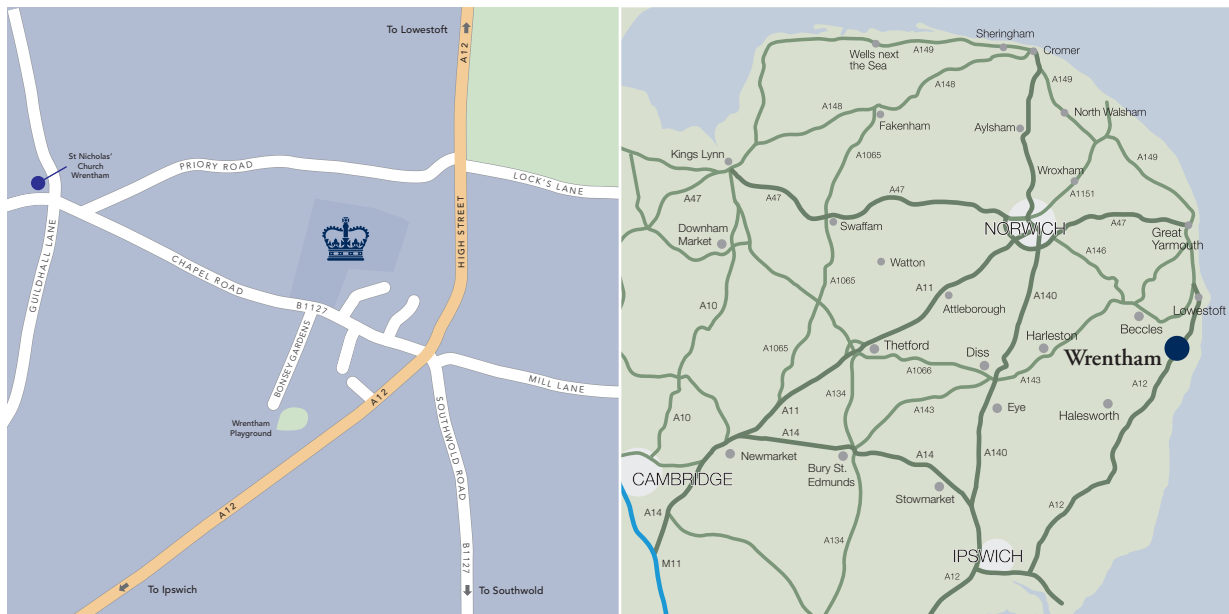 To Lowestoft
A12
St Nicholas'
Church
Wrentham
PRIORY ROAD
LOCK'S LANE
HIGH STREET
GUILDHALL LANE
CHAPEL ROAD
B1127
BONSEY GARDENS
MILL LANE
A12
Wrentham
Playground
SOUTHWOLD ROAD
A12
B1127
To Ipswich
To Southwold
Sheringham
Cromer
Wells next
the Sea
A149
A149
A148
A148
North Walsham
Fakenham
Aylsham
A149
Kings Lynn
A1065
Wroxham
A47
A47
A47
A1151
A47
Swaffam
NORWICH
Downham
Market
Great
Yarmouth
A146
Watton
A1065
A11
A140
A10
Attleborough
Lowestoft
Beccles
Harleston
A1065
Thetford
Diss
Wrentham
A1066
A143
A12
A134
A10
A11
A143
Eye
Halesworth
A14
A140
Newmarket
A14
Bury St.
Edmunds
CAMBRIDGE
Stowmarket
A14
A12
A134
IPSWICH
M11
A12